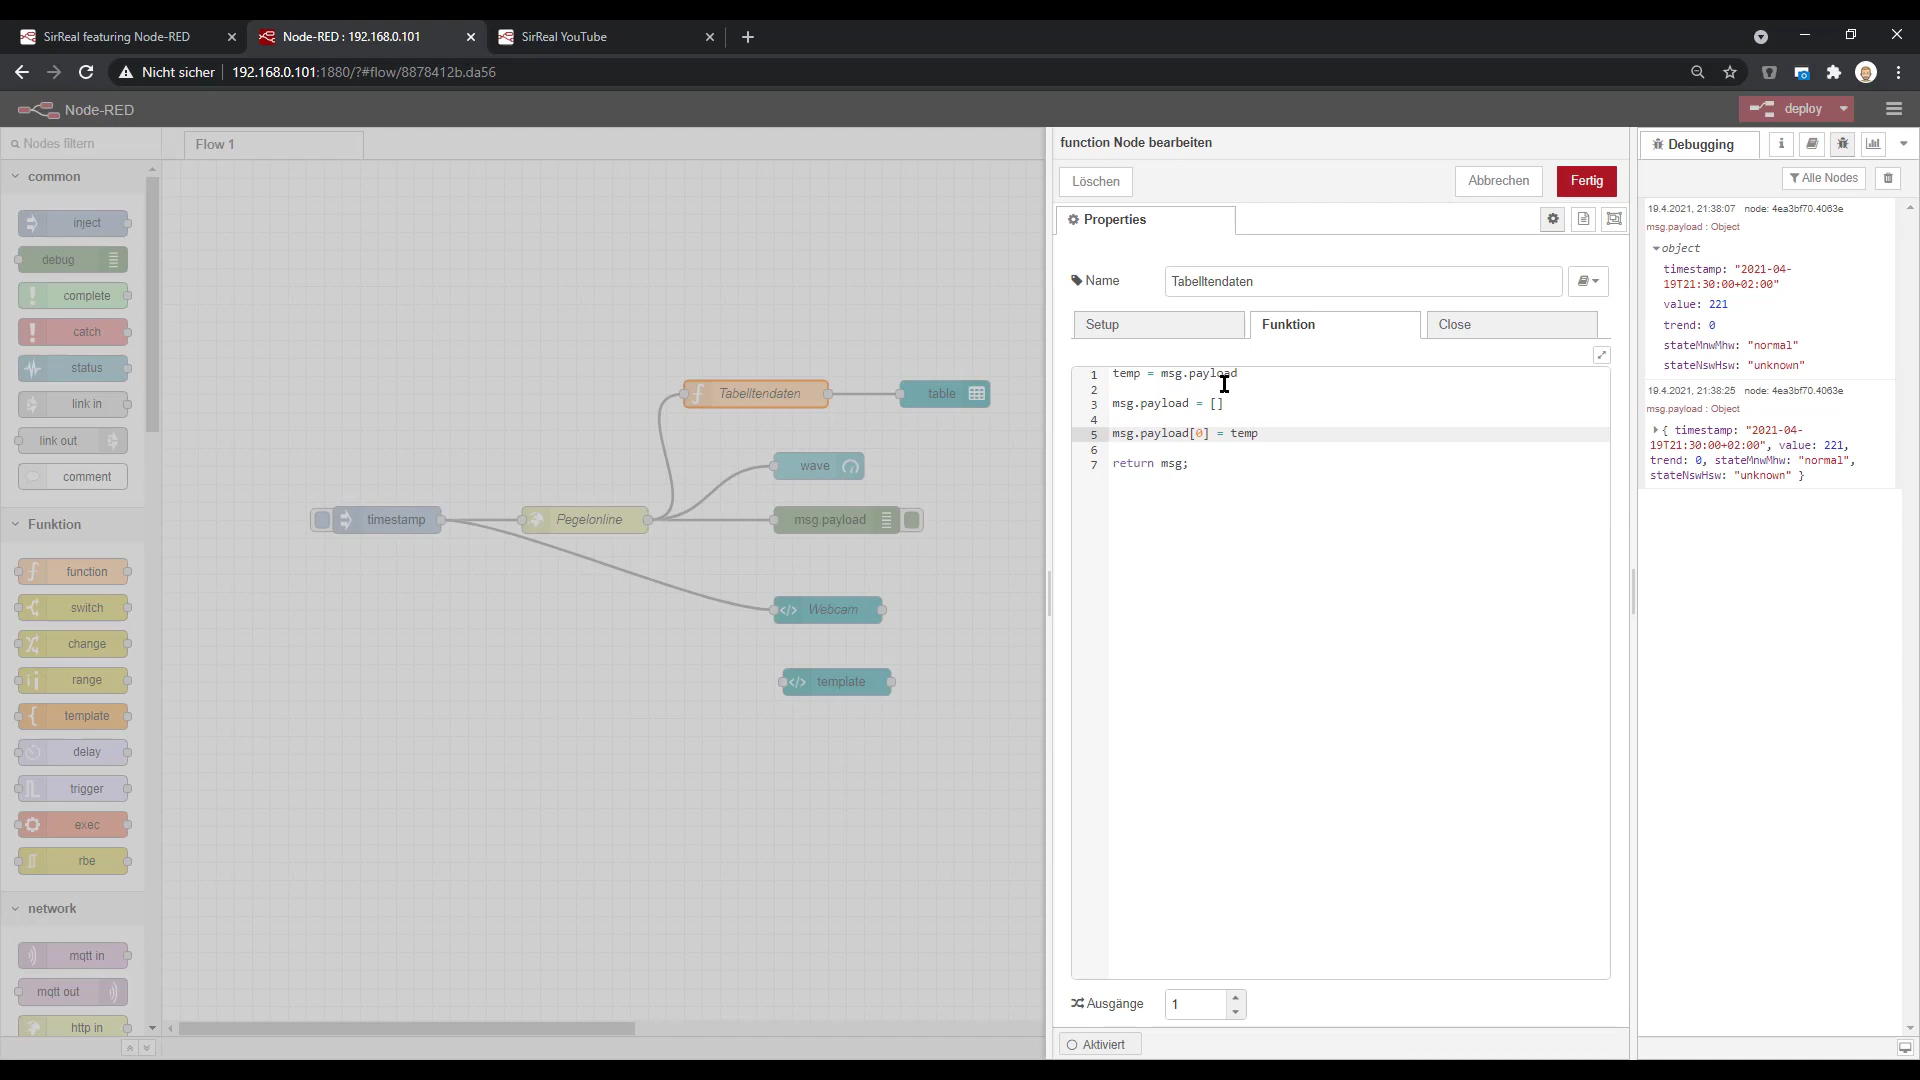 SirReal featuring Node-RED
Node-RED : 192.168.0.101
SirReal YouTube
Nicht sicher
192.168.0.101:1880/?#flow/8878412b.da56
Node-RED
deploy
Nodes filtern
Flow 1
common
inject
debug
complete
catch
status
link in
link out
comment
Funktion
function
switch
change
range
template
delay
trigger
exec
rbe
network
mqtt in
mqtt out
http in
Tabelltendaten
table
wave
timestamp
Pegelonline
msg.payload
Webcam
template
function Node bearbeiten
Löschen
Abbrechen
Fertig
Properties
Name
Tabelltendaten
Setup
Funktion
Close
1 temp = msg.payload
2
3 msg.payload = []
4
5 msg.payload[0] = temp
6
7 return msg;
Ausgänge
1
Aktiviert
Debugging
Alle Nodes
19.4.2021, 21:38:07 node: 4ea3bf70.4063e
msg.payload : Object
object
timestamp: "2021-04-
19T21:30:00+02:00"
value: 221
trend: 0
stateMnwMhw: "normal"
stateNswHsw: "unknown"
19.4.2021, 21:38:25 node: 4ea3bf70.4063e
msg.payload : Object
{ timestamp: "2021-04-
19T21:30:00+02:00", value: 221,
trend: 0, stateMnwMhw: "normal",
stateNswHsw: "unknown" }